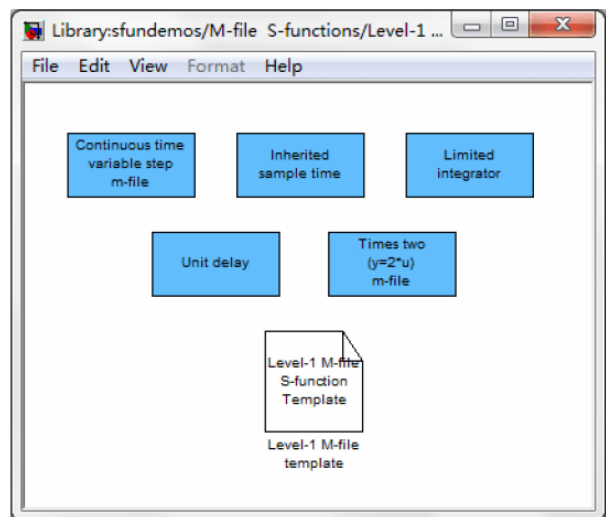 Library:sfundemos/M-file S-functions/Level-1 ...
File Edit View Format Help
Continuous time
variable step
m-file
Inherited
sample time
Limited
integrator
Unit delay
Times two
(y=2*u)
m-file
Level-1 M-file
S-function
Template
Level-1 M-file
template